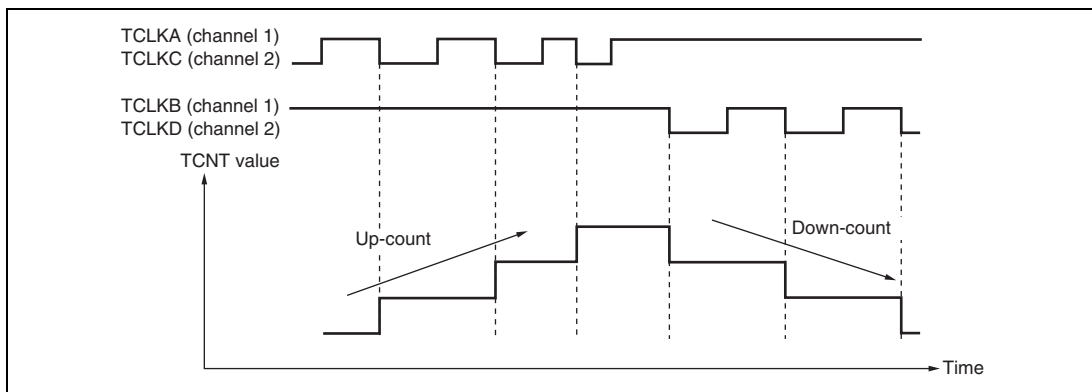 TCLKA (channel 1)
TCLKC (channel 2)
TCLKB (channel 1)
TCLKD (channel 2)
TCNT value
Up-count
Down-count
Time